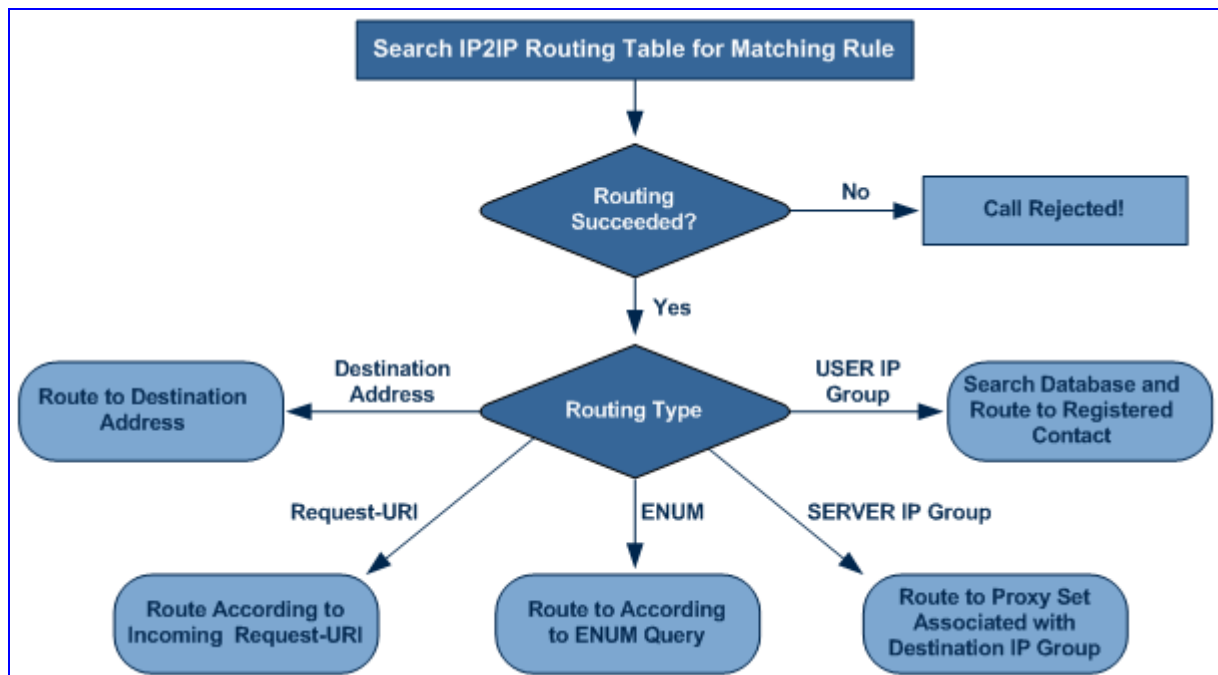 Search IP2IP Routing Table for Matching Rule
Routing
Succeeded?
No
Call Rejected!
Yes
Destination
Address
USER IP
Group
Route to Destination
Address
Routing Type
Search Database and
Route to Registered
Contact
Request-URI
ENUM
SERVER IP Group
Route According to
Incoming Request-URI
Route to According
to ENUM Query
Route to Proxy Set
Associated with
Destination IP Group